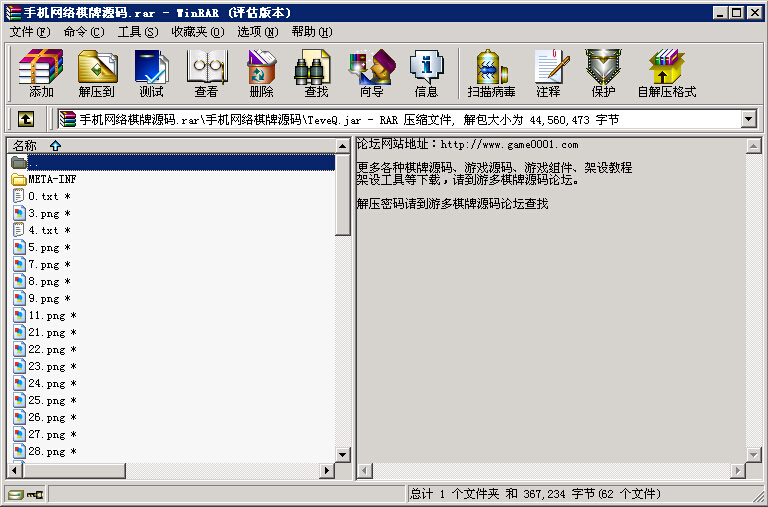 手机网络棋牌源码.rar - WinRAR (评估版本)
文件(F) 命令(C) 工具(S) 收藏夹(O) 选项(N) 帮助(H)
添加 解压到 测试 查看 删除 查找 向导 信息 扫描病毒 注释 保护 自解压格式
手机网络棋牌源码.rar\手机网络棋牌源码\TeveQ.jar - RAR 压缩文件, 解包大小为 44,560,473 字节
名称
..
META-INF
0.txt *
3.png *
4.txt *
5.png *
7.png *
8.png *
9.png *
11.png *
21.png *
22.png *
23.png *
24.png *
25.png *
26.png *
27.png *
28.png *
论坛网站地址：http://www.game0001.com
更多各种棋牌源码、游戏源码、游戏组件、架设教程
架设工具等下载，请到游多棋牌源码论坛。
解压密码请到游多棋牌源码论坛查找
总计 1 个文件夹 和 367,234 字节(62 个文件)